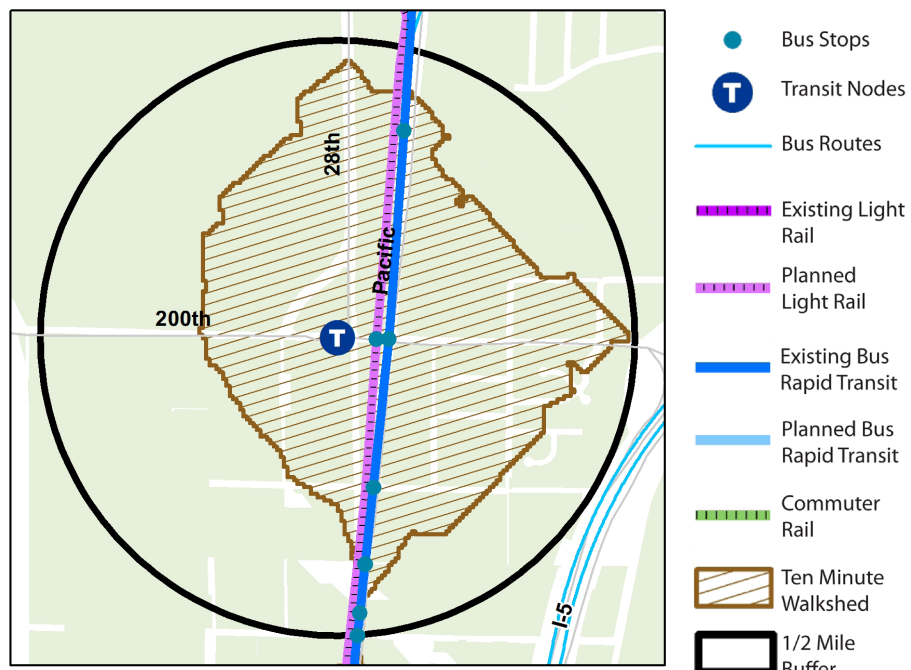 28th
Pacific
200th
T
I-5
Bus Stops
T
Transit Nodes
Bus Routes
Existing Light
Rail
Planned
Light Rail
Existing Bus
Rapid Transit
Planned Bus
Rapid Transit
Commuter
Rail
Ten Minute
Walkshed
1/2 Mile
Buffer